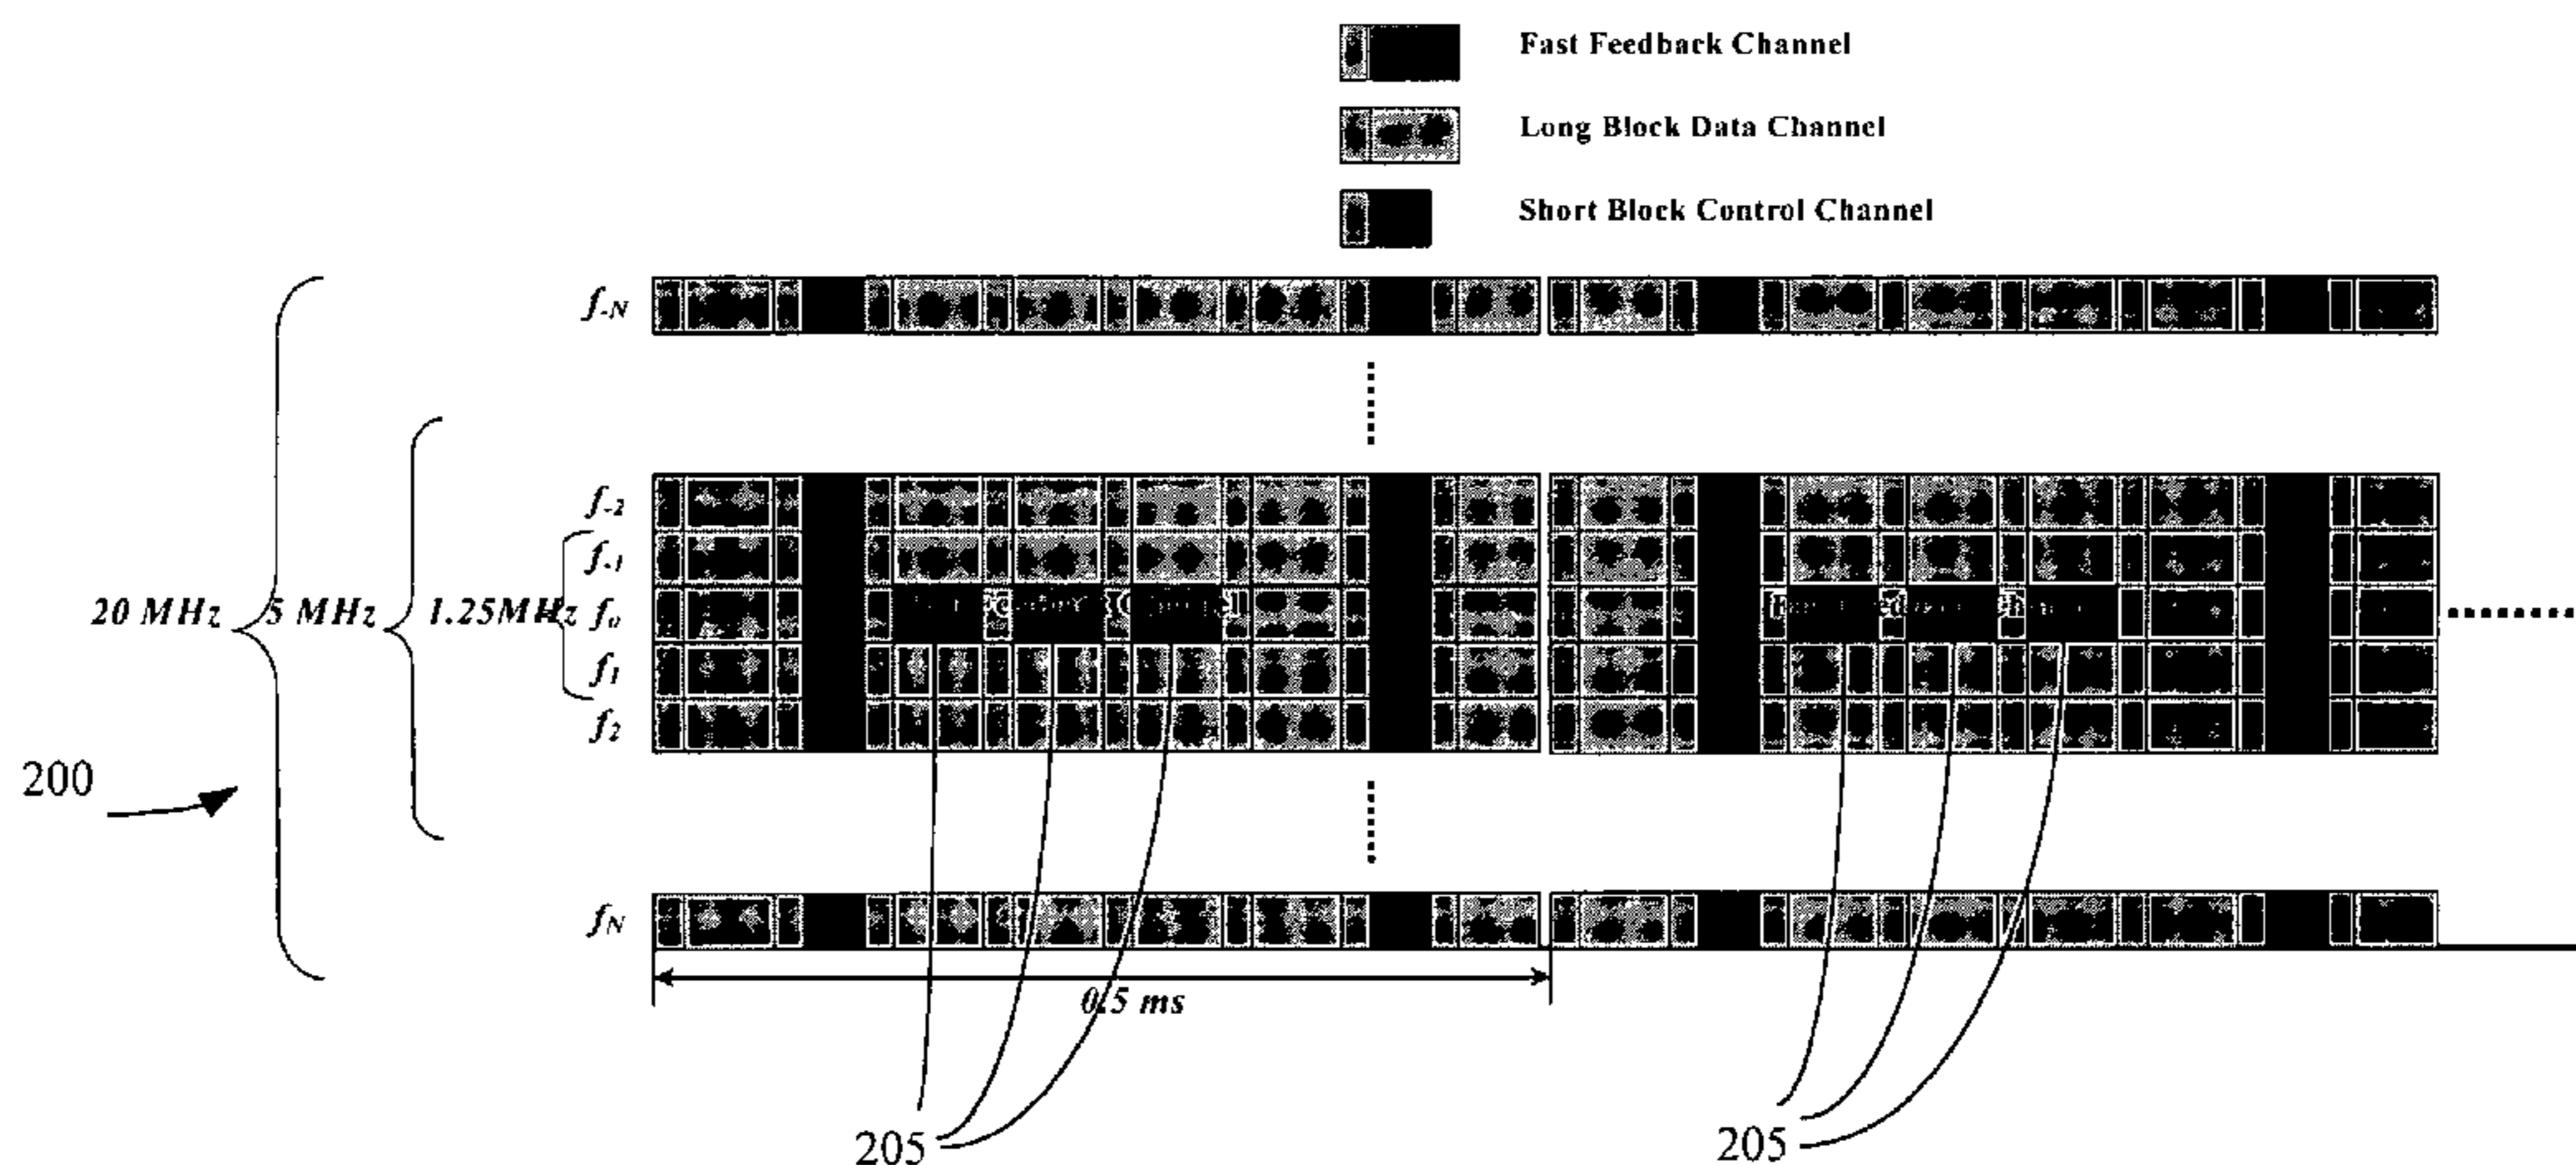 Fast Feedback Channel
Long Block Data Channel
Short Block Control Channel
f-N
f-2
f-1
20 MHz 5 MHz 1.25MHz f0
f1
f2
200
fN
0.5 ms
205 205